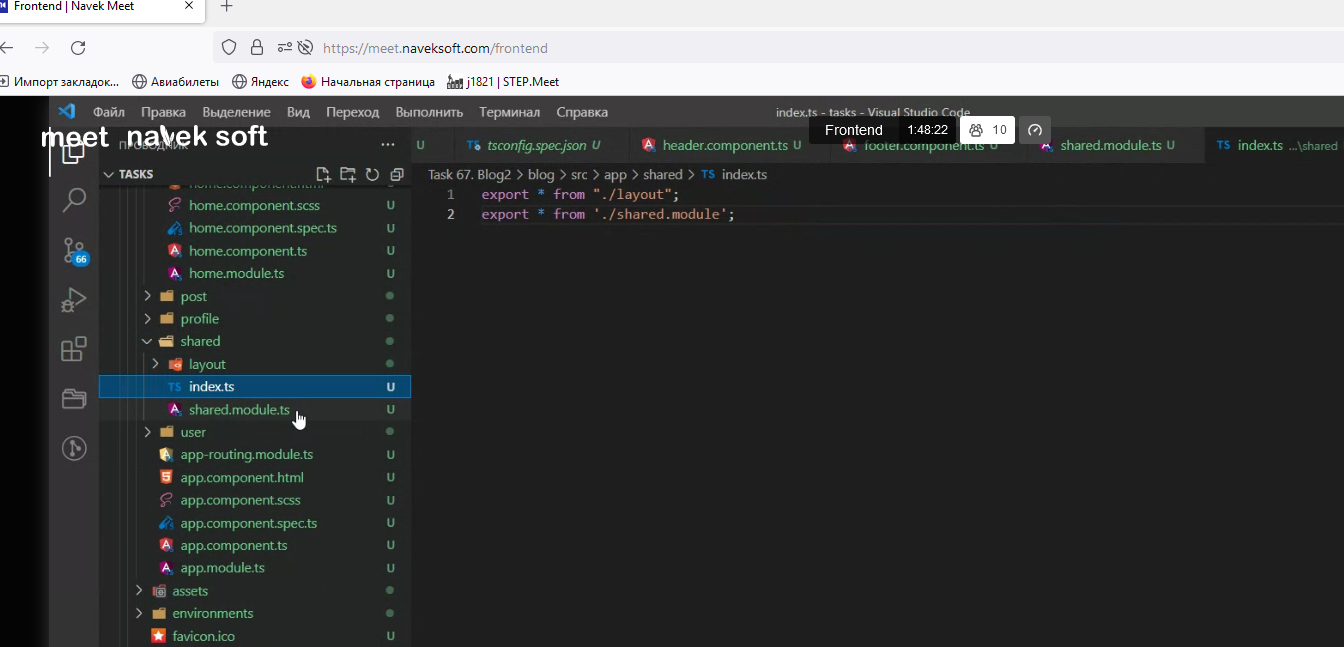 Frontend | Navek Meet
https://meet.naveksoft.com/frontend
Импорт закладок... Авиабилеты Яндекс Начальная страница j1821 | STEP.Meet
Файл Правка Выделение Вид Переход Выполнить Терминал Справка index.ts - tasks - Visual Studio Code
meet navek soft
Frontend 1:48:22 10
ПРОВОДНИК
U tsconfig.spec.json U header.component.ts U footer.component.ts U shared.module.ts U TS index.ts ...\shared
TASKS
Task 67. Blog2 > blog > src > app > shared > TS index.ts
1 export * from "./layout";
2 export * from './shared.module';
home.component.html
home.component.scss U
home.component.spec.ts U
home.component.ts U
home.module.ts U
post
profile
shared
layout
TS index.ts U
shared.module.ts U
user
app-routing.module.ts U
app.component.html U
app.component.scss U
app.component.spec.ts U
app.component.ts U
app.module.ts U
assets
environments
favicon.ico U
66